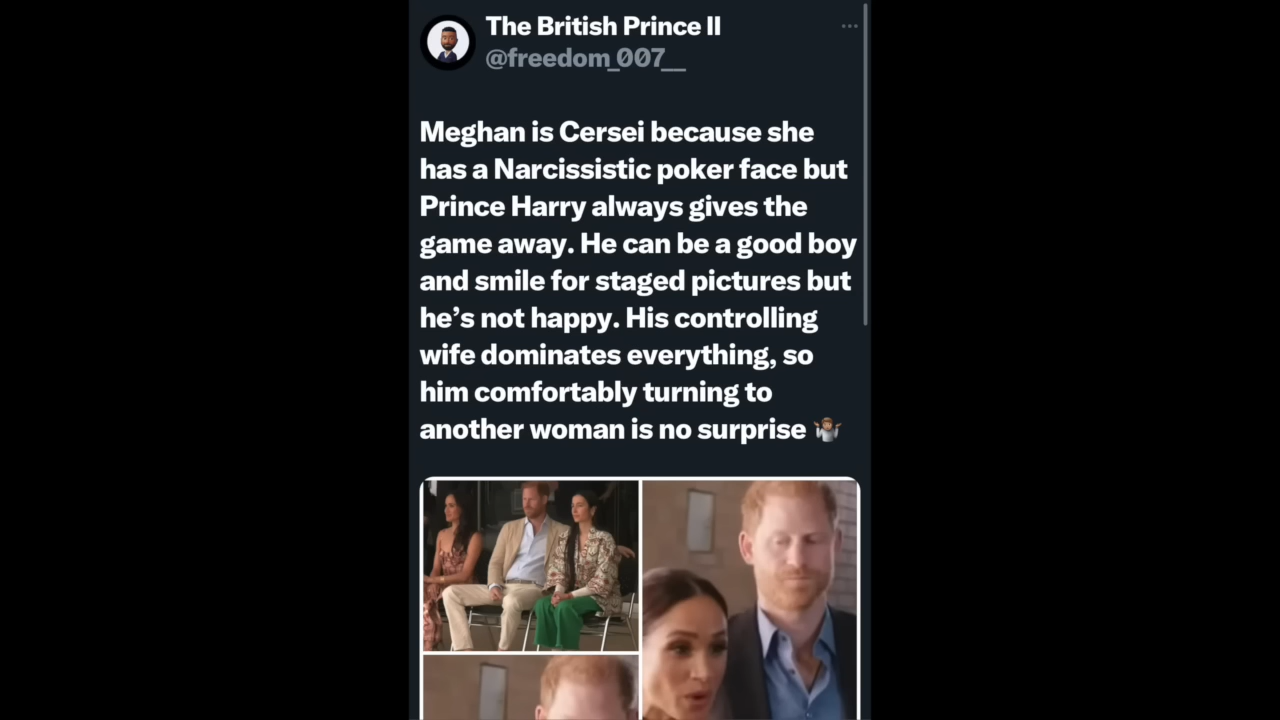 The British Prince II
@freedom_007__
Meghan is Cersei because she
has a Narcissistic poker face but
Prince Harry always gives the
game away. He can be a good boy
and smile for staged pictures but
he’s not happy. His controlling
wife dominates everything, so
him comfortably turning to
another woman is no surprise 🤷🏽‍♂️